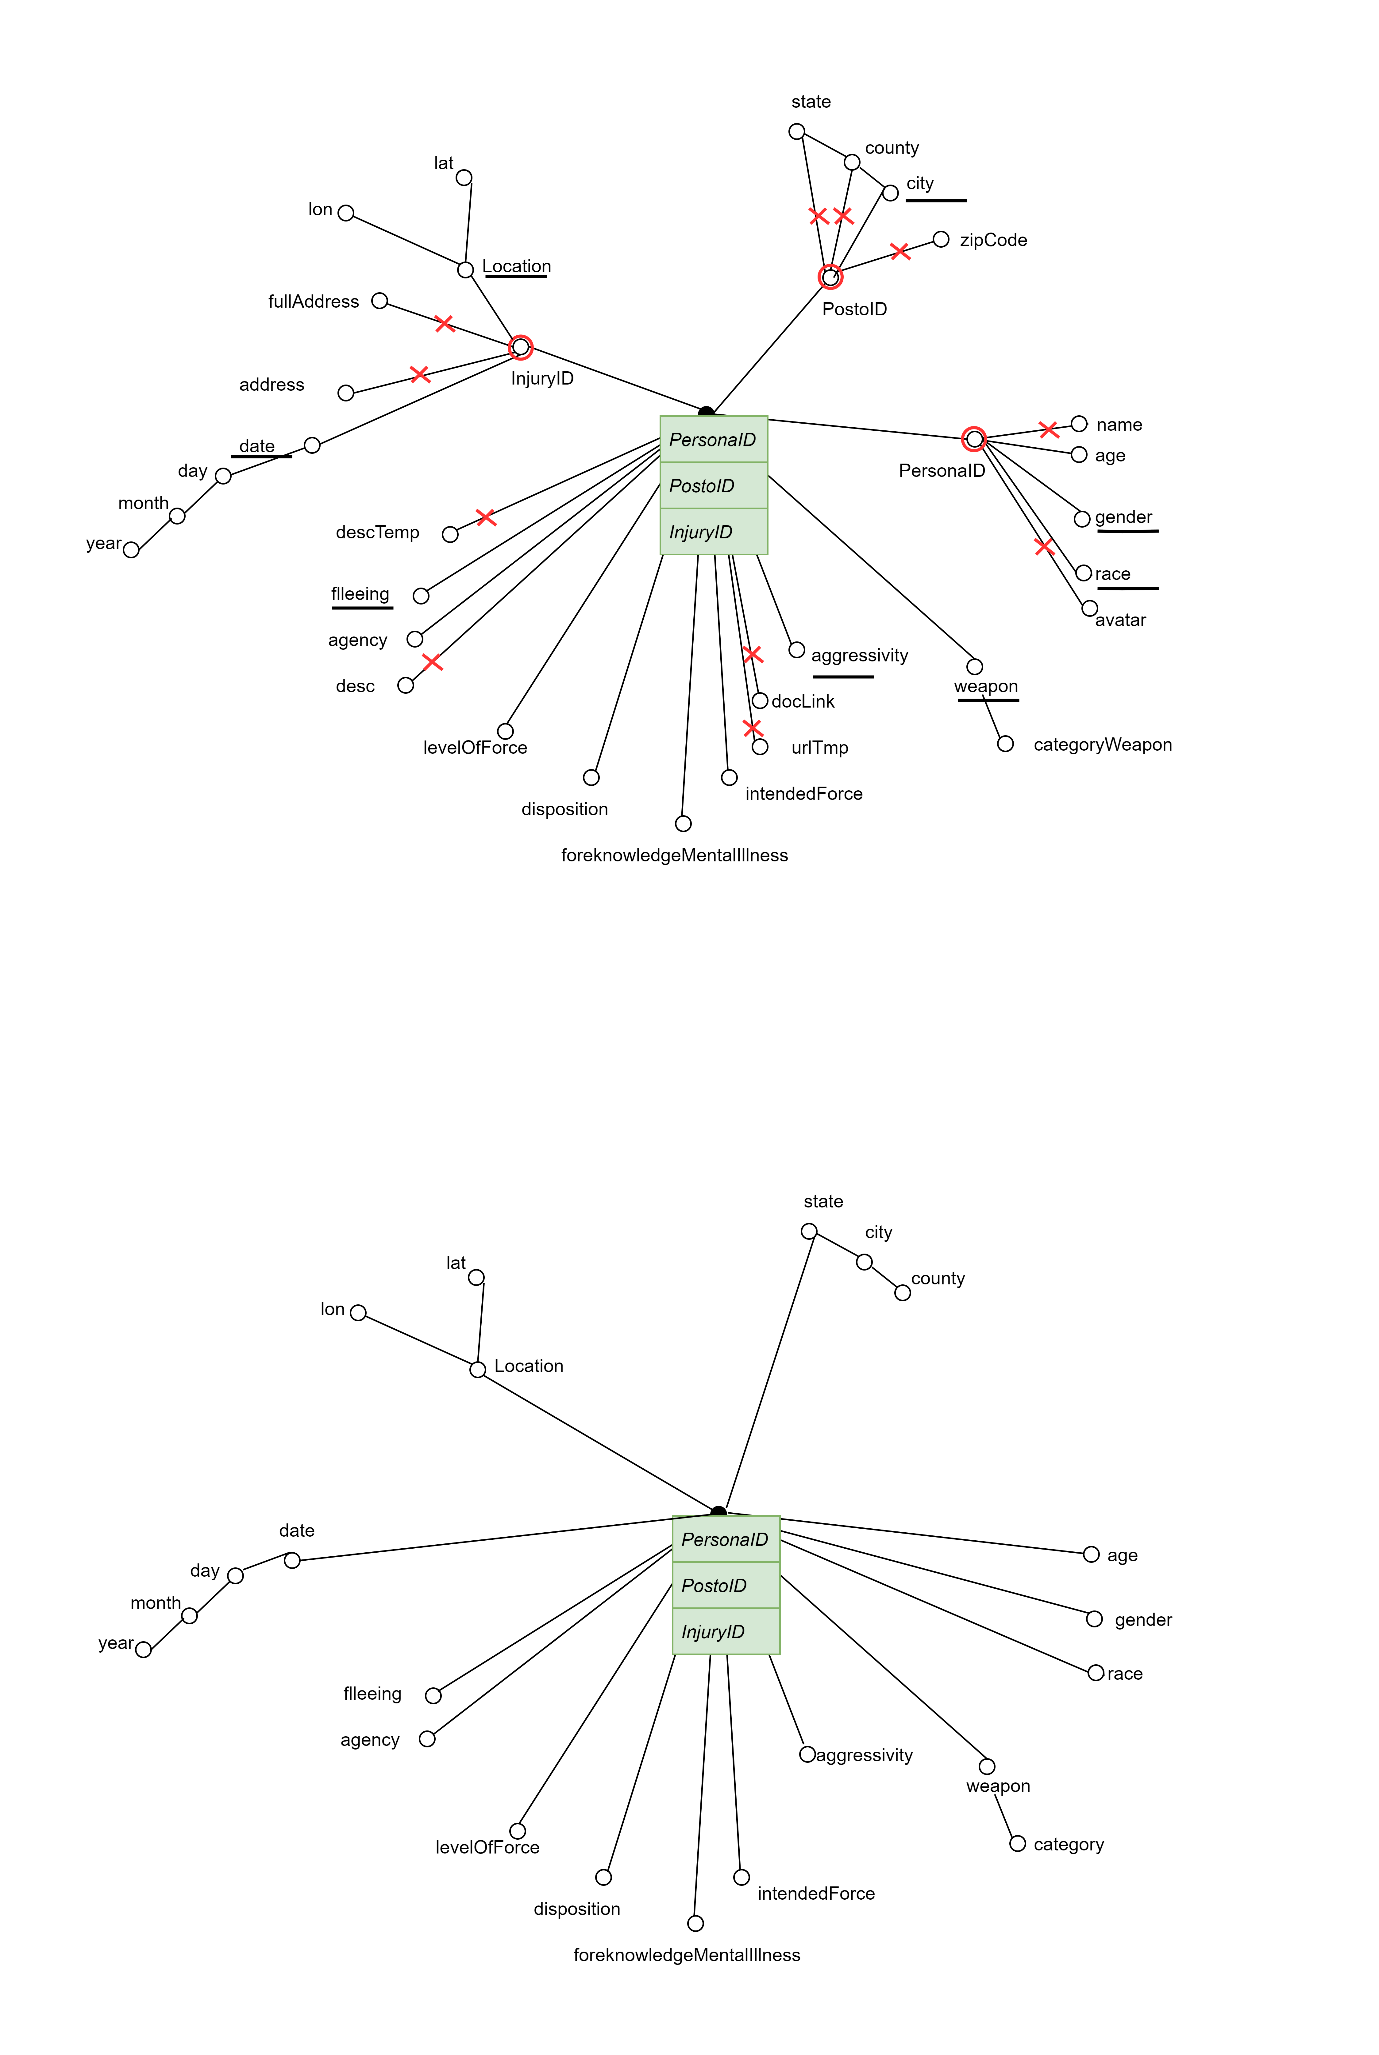 state
county
lat
city
lon
zipCode
Location
fullAddress
PostoID
InjuryID
address
name
PersonaID
date
age
day
PersonaID
PostoID
month
gender
descTemp
InjuryID
year
race
flleeing
avatar
agency
aggressivity
desc
weapon
docLink
levelOfForce
urlTmp
categoryWeapon
intendedForce
disposition
foreknowledgeMentalIllness
state
city
lat
county
lon
Location
date
PersonaID
age
day
PostoID
month
gender
InjuryID
year
race
flleeing
agency
aggressivity
weapon
levelOfForce
category
intendedForce
disposition
foreknowledgeMentalIllness